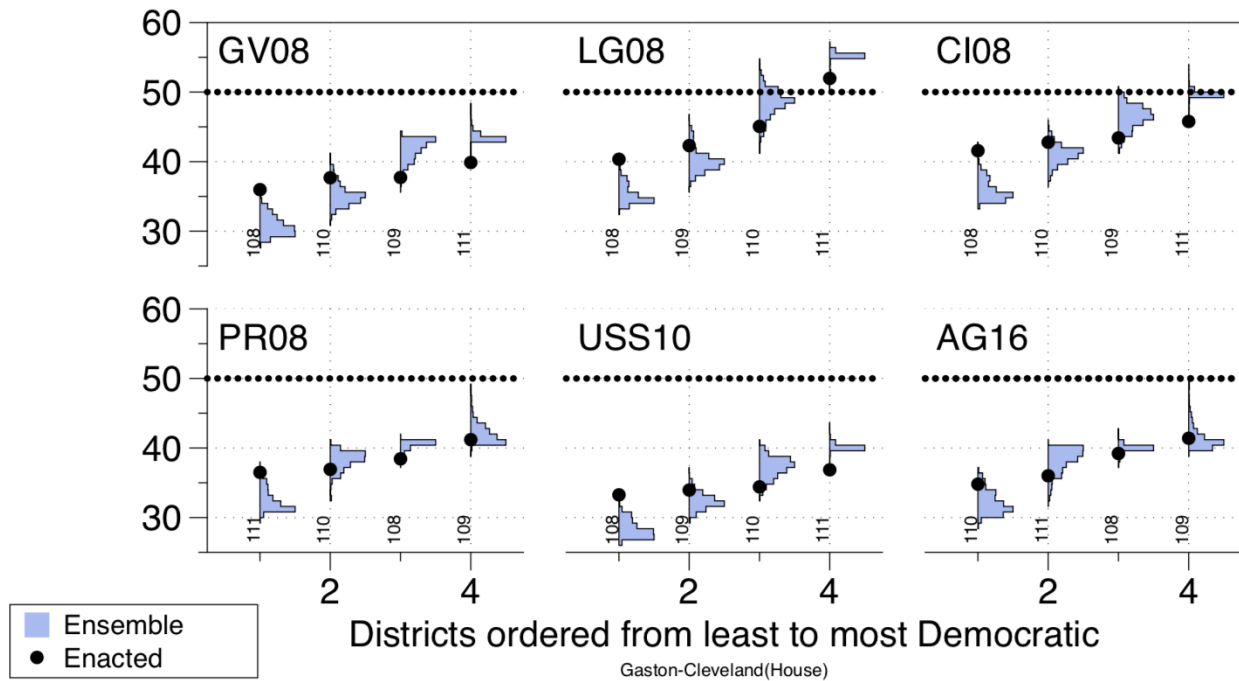 60
50
40
30
GV08
108
110
109
111
LG08
108
109
110
111
CI08
108
110
109
111
60
50
40
30
PR08
111
110
108
109
USS10
108
109
110
111
AG16
110
111
108
109
2 4 2 4 2 4
Districts ordered from least to most Democratic
Gaston-Cleveland(House)
Ensemble
Enacted